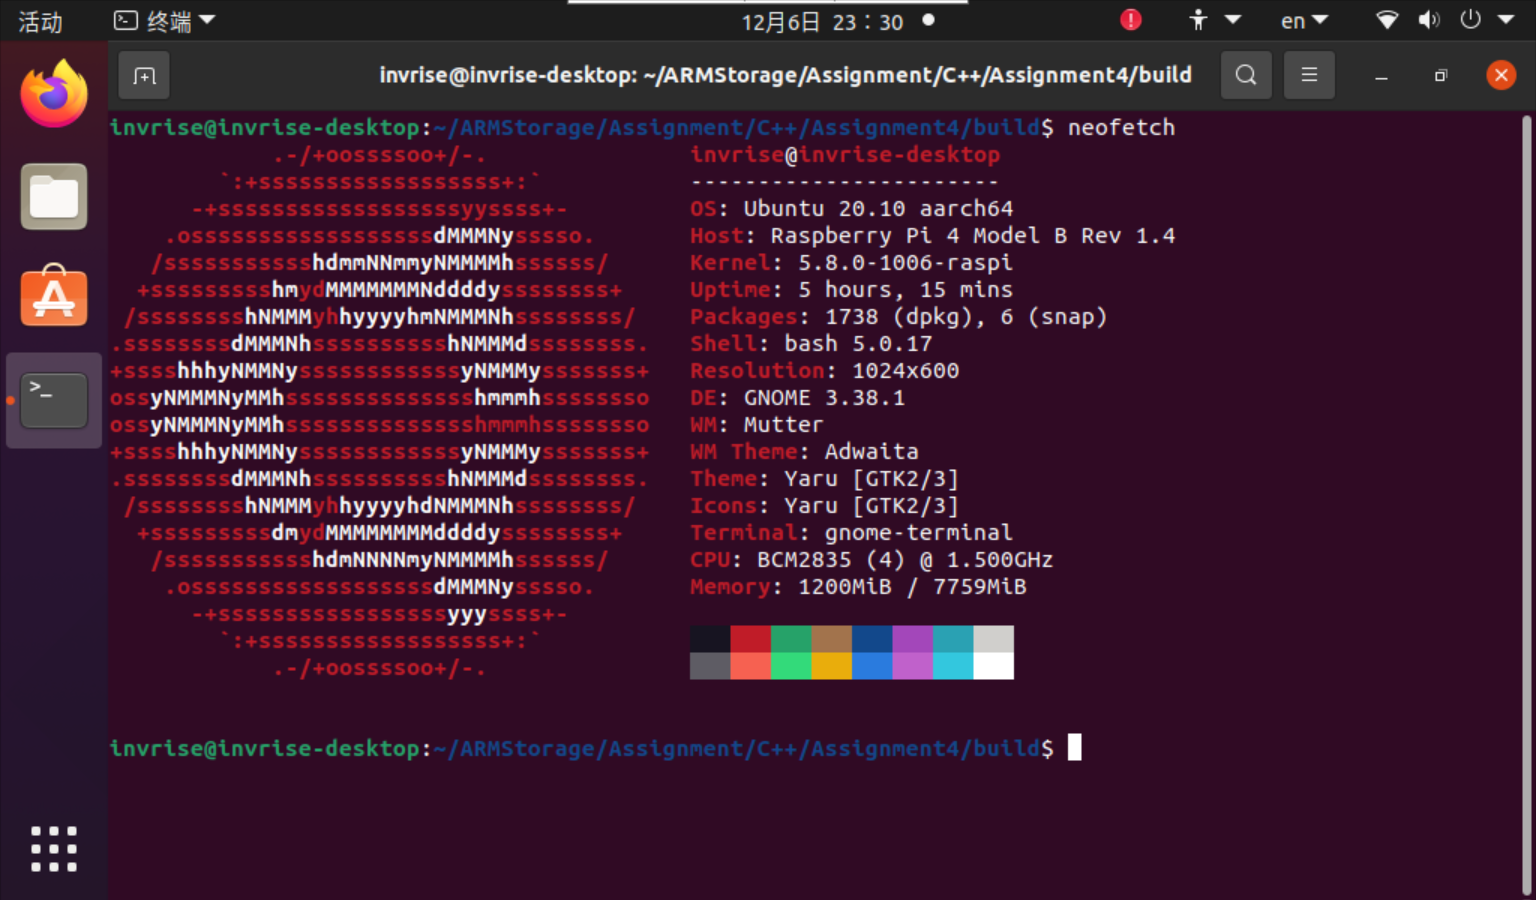 活动
终端
12月6日 23：30
en
invrise@invrise-desktop: ~/ARMStorage/Assignment/C++/Assignment4/build
invrise@invrise-desktop:~/ARMStorage/Assignment/C++/Assignment4/build$ neofetch
.-/+oossssoo+/-. invrise@invrise-desktop
`:+ssssssssssssssssss+:` -----------------------
-+ssssssssssssssssssyyssss+- OS: Ubuntu 20.10 aarch64
.ossssssssssssssssssdMMMNysssso. Host: Raspberry Pi 4 Model B Rev 1.4
/ssssssssssshdmmNNmmyNMMMMhssssss/ Kernel: 5.8.0-1006-raspi
+ssssssssshmydMMMMMMMNddddyssssssss+ Uptime: 5 hours, 15 mins
/sssssssshNMMMyhhyyyyhmNMMMNhssssssss/ Packages: 1738 (dpkg), 6 (snap)
.ssssssssdMMMNhsssssssssshNMMMdssssssss. Shell: bash 5.0.17
+sssshhhyNMMNyssssssssssssyNMMMysssssss+ Resolution: 1024x600
ossyNMMMNyMMhsssssssssssssshmmmhssssssso DE: GNOME 3.38.1
ossyNMMMNyMMhsssssssssssssshmmmhssssssso WM: Mutter
+sssshhhyNMMNyssssssssssssyNMMMysssssss+ WM Theme: Adwaita
.ssssssssdMMMNhsssssssssshNMMMdssssssss. Theme: Yaru [GTK2/3]
/sssssssshNMMMyhhyyyyhdNMMMNhssssssss/ Icons: Yaru [GTK2/3]
+sssssssssdmydMMMMMMMMddddyssssssss+ Terminal: gnome-terminal
/ssssssssssshdmNNNNmyNMMMMhssssss/ CPU: BCM2835 (4) @ 1.500GHz
.ossssssssssssssssssdMMMNysssso. Memory: 1200MiB / 7759MiB
-+sssssssssssssssssyyyssss+-
`:+ssssssssssssssssss+:`
.-/+oossssoo+/-.
invrise@invrise-desktop:~/ARMStorage/Assignment/C++/Assignment4/build$